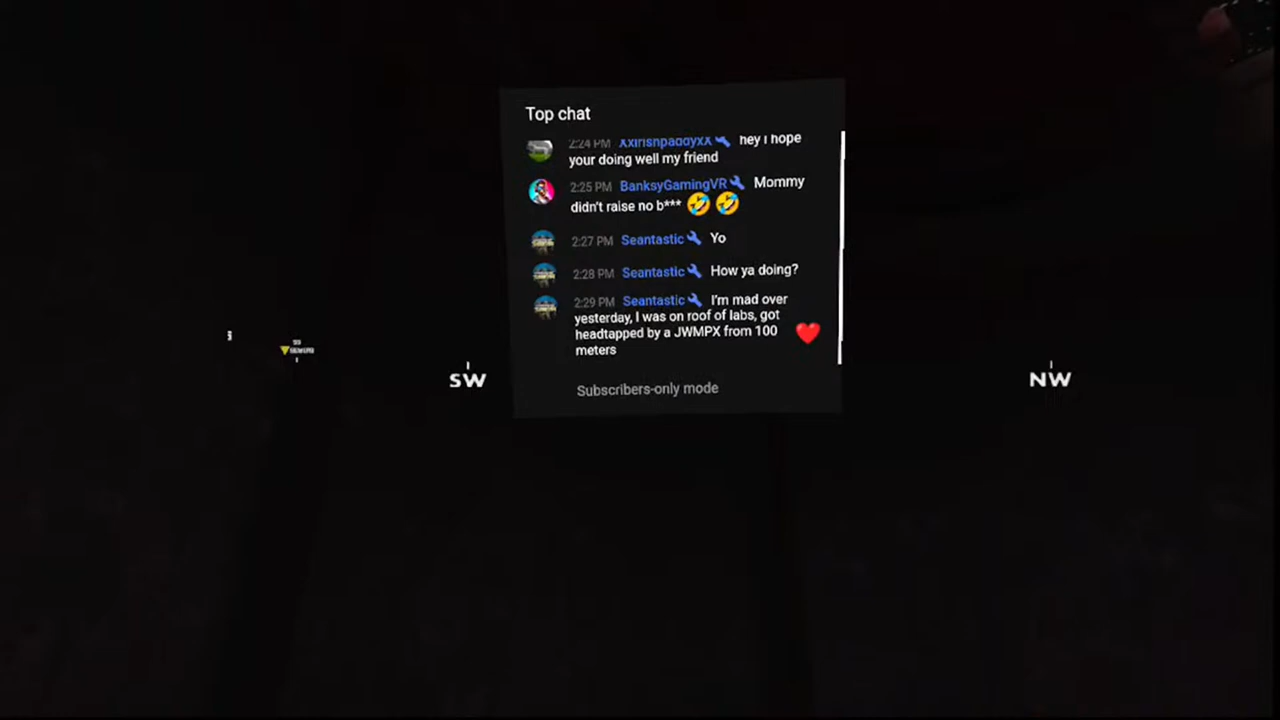 Top chat
2:24 PM XxirishpaddyxX hey I hope
your doing well my friend
2:25 PM BanksyGamingVR Mommy
didn't raise no b*** 🤣 🤣
2:27 PM Seantastic Yo
2:28 PM Seantastic How ya doing?
2:29 PM Seantastic I'm mad over
yesterday, I was on roof of labs, got
headtapped by a JWMPX from 100
meters ❤️
Subscribers-only mode
SW
NW